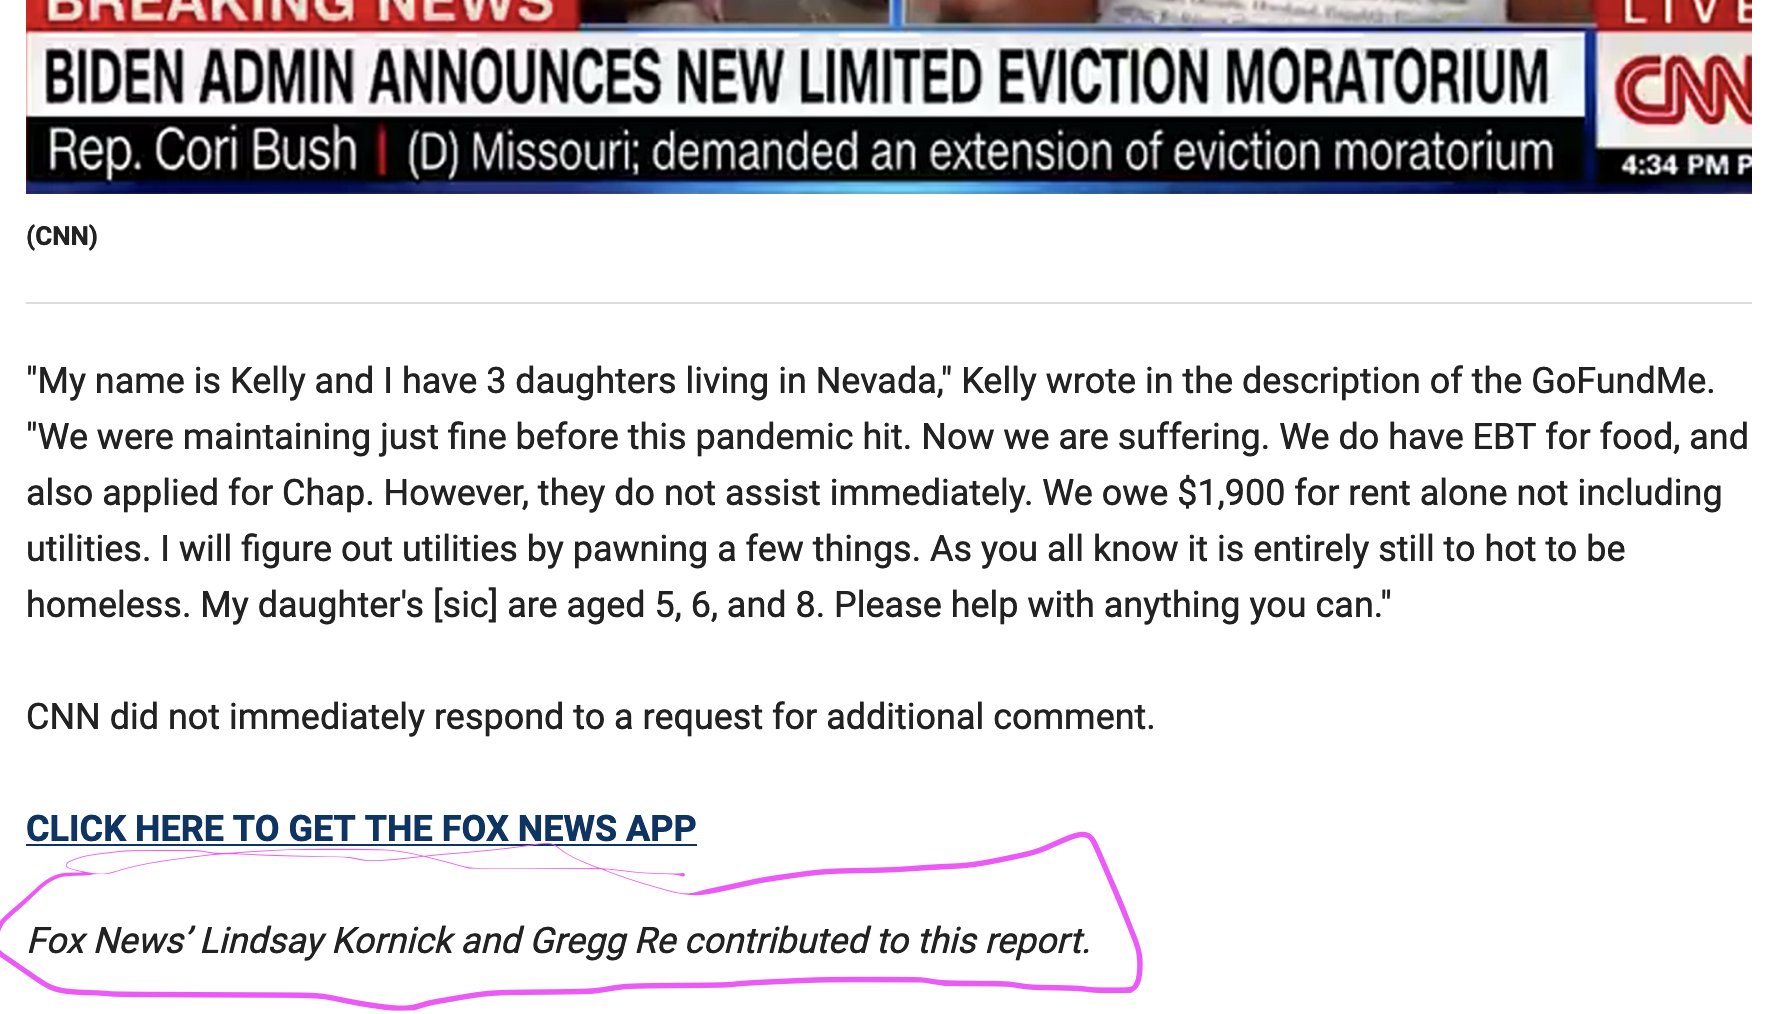 BREAKING NEWS
LIVE
BIDEN ADMIN ANNOUNCES NEW LIMITED EVICTION MORATORIUM
CNN
Rep. Cori Bush | (D) Missouri; demanded an extension of eviction moratorium
4:34 PM P
(CNN)
"My name is Kelly and I have 3 daughters living in Nevada," Kelly wrote in the description of the GoFundMe.
"We were maintaining just fine before this pandemic hit. Now we are suffering. We do have EBT for food, and
also applied for Chap. However, they do not assist immediately. We owe $1,900 for rent alone not including
utilities. I will figure out utilities by pawning a few things. As you all know it is entirely still to hot to be
homeless. My daughter's [sic] are aged 5, 6, and 8. Please help with anything you can."
CNN did not immediately respond to a request for additional comment.
CLICK HERE TO GET THE FOX NEWS APP
Fox News’ Lindsay Kornick and Gregg Re contributed to this report.